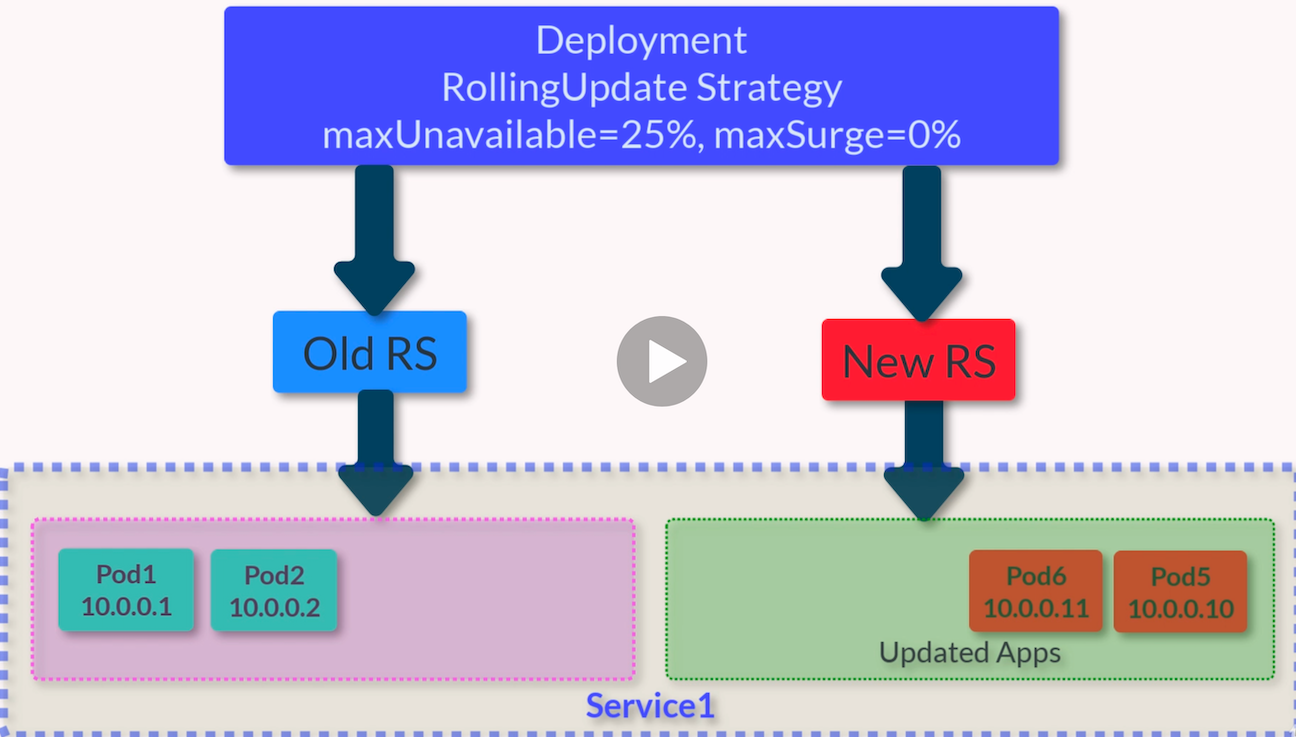 Deployment
RollingUpdate Strategy
maxUnavailable=25%, maxSurge=0%
Old RS
New RS
Pod1
10.0.0.1
Pod2
10.0.0.2
Pod6
10.0.0.11
Pod5
10.0.0.10
Updated Apps
Service1